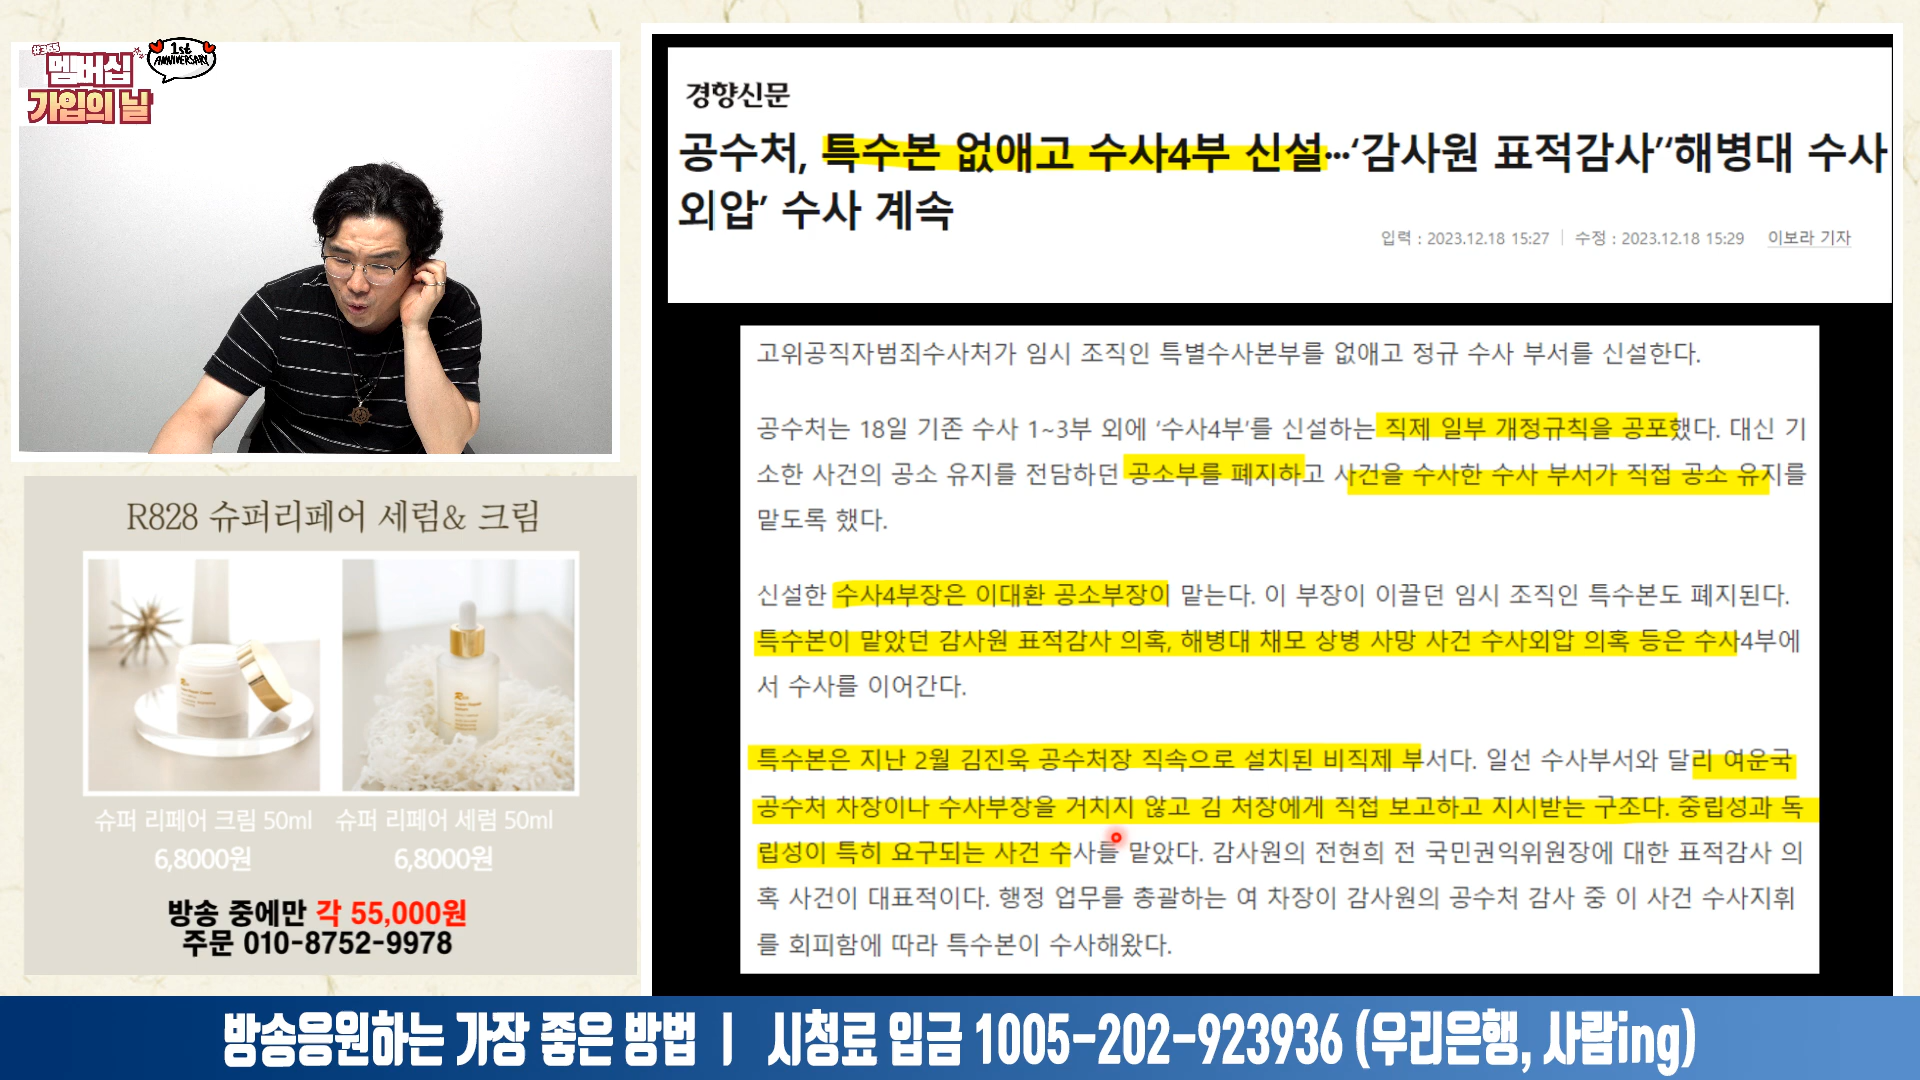 #365
멤버십
가입의 닐
1st
ANNIVERSARY!
경향신문
공수처, 특수본 없애고 수사4부 신설…‘감사원 표적감사’‘해병대 수사
외압’ 수사 계속
입력 : 2023.12.18 15:27 수정 : 2023.12.18 15:29 이보라 기자
고위공직자범죄수사처가 임시 조직인 특별수사본부를 없애고 정규 수사 부서를 신설한다.
공수처는 18일 기존 수사 1~3부 외에 ‘수사4부’를 신설하는 직제 일부 개정규칙을 공포했다. 대신 기
소한 사건의 공소 유지를 전담하던 공소부를 폐지하고 사건을 수사한 수사 부서가 직접 공소 유지를
맡도록 했다.
신설한 수사4부장은 이대환 공소부장이 맡는다. 이 부장이 이끌던 임시 조직인 특수본도 폐지된다.
특수본이 맡았던 감사원 표적감사 의혹, 해병대 채모 상병 사망 사건 수사외압 의혹 등은 수사4부에
서 수사를 이어간다.
특수본은 지난 2월 김진욱 공수처장 직속으로 설치된 비직제 부서다. 일선 수사부서와 달리 여운국
공수처 차장이나 수사부장을 거치지 않고 김 처장에게 직접 보고하고 지시받는 구조다. 중립성과 독
립성이 특히 요구되는 사건 수사를 맡았다. 감사원의 전현희 전 국민권익위원장에 대한 표적감사 의
혹 사건이 대표적이다. 행정 업무를 총괄하는 여 차장이 감사원의 공수처 감사 중 이 사건 수사지휘
를 회피함에 따라 특수본이 수사해왔다.
R828 슈퍼리페어 세럼& 크림
슈퍼 리페어 크림 50ml 슈퍼 리페어 세럼 50ml
6,8000원 6,8000원
방송 중에만 각 55,000원
주문 010-8752-9978
방송응원하는 가장 좋은 방법 | 시청료 입금 1005-202-923936 (우리은행, 사람ing)